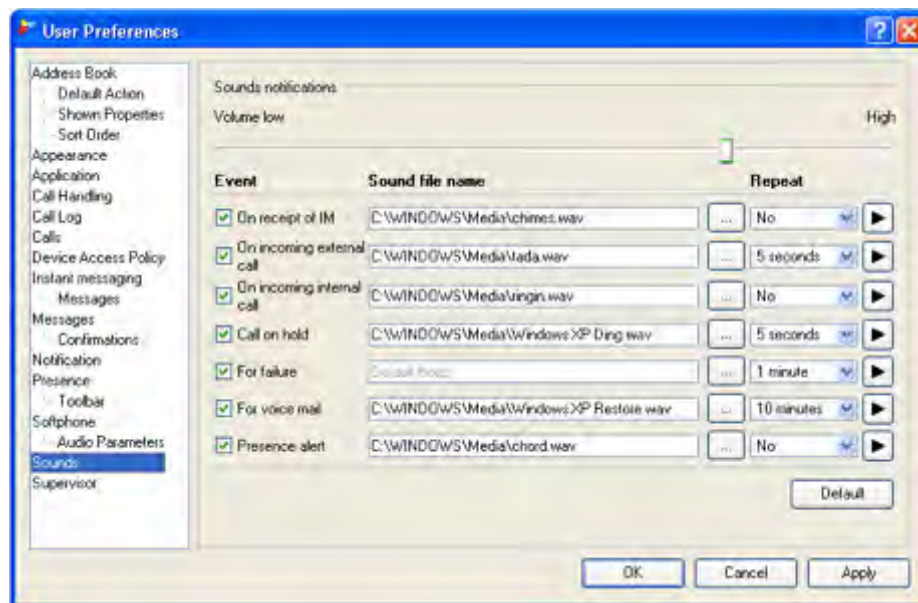 User Preferences
Address Book
Default Action
Shown Properties
Sort Order
Appearance
Application
Call Handling
Call Log
Calls
Device Access Policy
Instant messaging
Messages
Messages
Confirmations
Notification
Presence
Toolbar
Softphone
Audio Parameters
Sounds
Supervisor
Sounds notifications
Volume low High
Event Sound file name Repeat
On receipt of IM C:\WINDOWS\Media\chimes.wav ... No
On incoming external call C:\WINDOWS\Media\tada.wav ... 5 seconds
On incoming internal call C:\WINDOWS\Media\ringin.wav ... No
Call on hold C:\WINDOWS\Media\Windows XP Ding.wav ... 5 seconds
For failure ... 1 minute
For voice mail C:\WINDOWS\Media\Windows XP Restore.wav ... 10 minutes
Presence alert C:\WINDOWS\Media\chord.wav ... No
Default
OK Cancel Apply